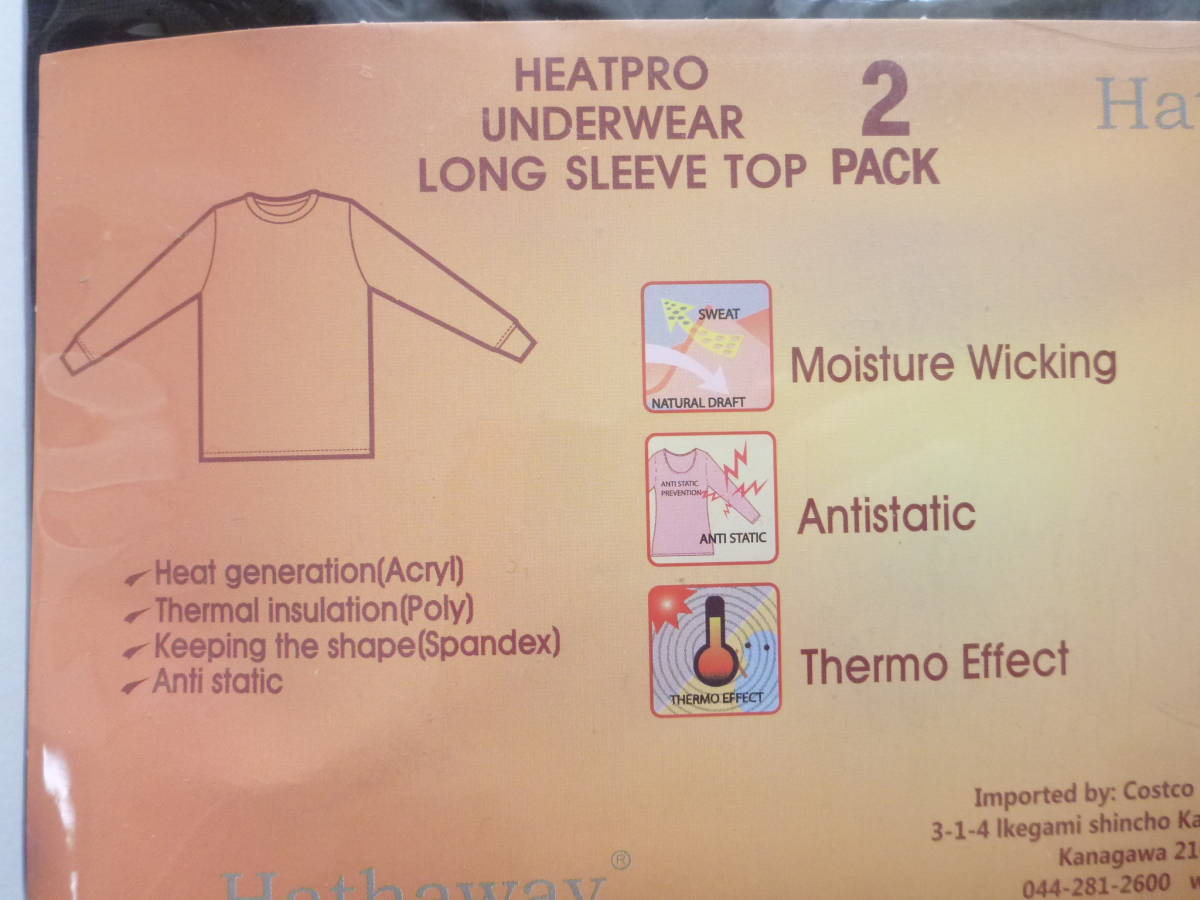 HEATPRO
UNDERWEAR
LONG SLEEVE TOP
2
PACK
SWEAT
NATURAL DRAFT
Moisture Wicking
ANTI STATIC
PREVENTION
ANTI STATIC
Antistatic
THERMO EFFECT
Thermo Effect
Heat generation(Acryl)
Thermal insulation(Poly)
Keeping the shape(Spandex)
Anti static
Imported by: Costco
3-1-4 Ikegami shincho
Kanagawa
044-281-2600
Hathaway®